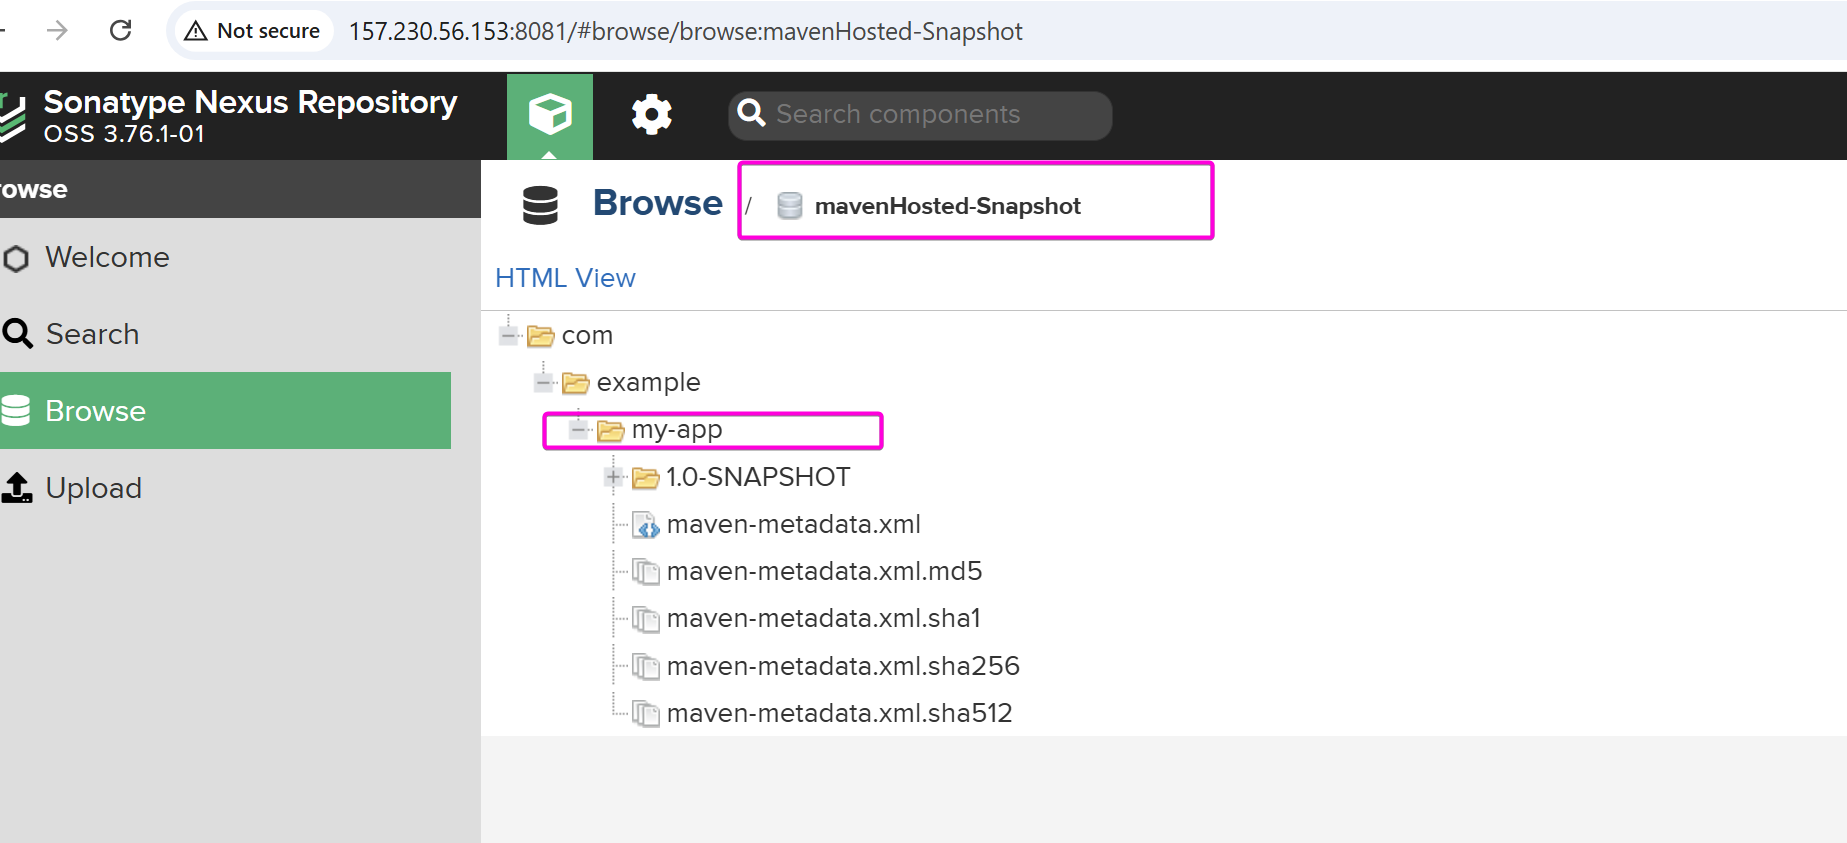 Not secure 157.230.56.153:8081/#browse/browse:mavenHosted-Snapshot
Sonatype Nexus Repository
OSS 3.76.1-01
Search components
rowse
Browse / mavenHosted-Snapshot
Welcome
HTML View
Search
Browse
Upload
com
example
my-app
1.0-SNAPSHOT
maven-metadata.xml
maven-metadata.xml.md5
maven-metadata.xml.sha1
maven-metadata.xml.sha256
maven-metadata.xml.sha512